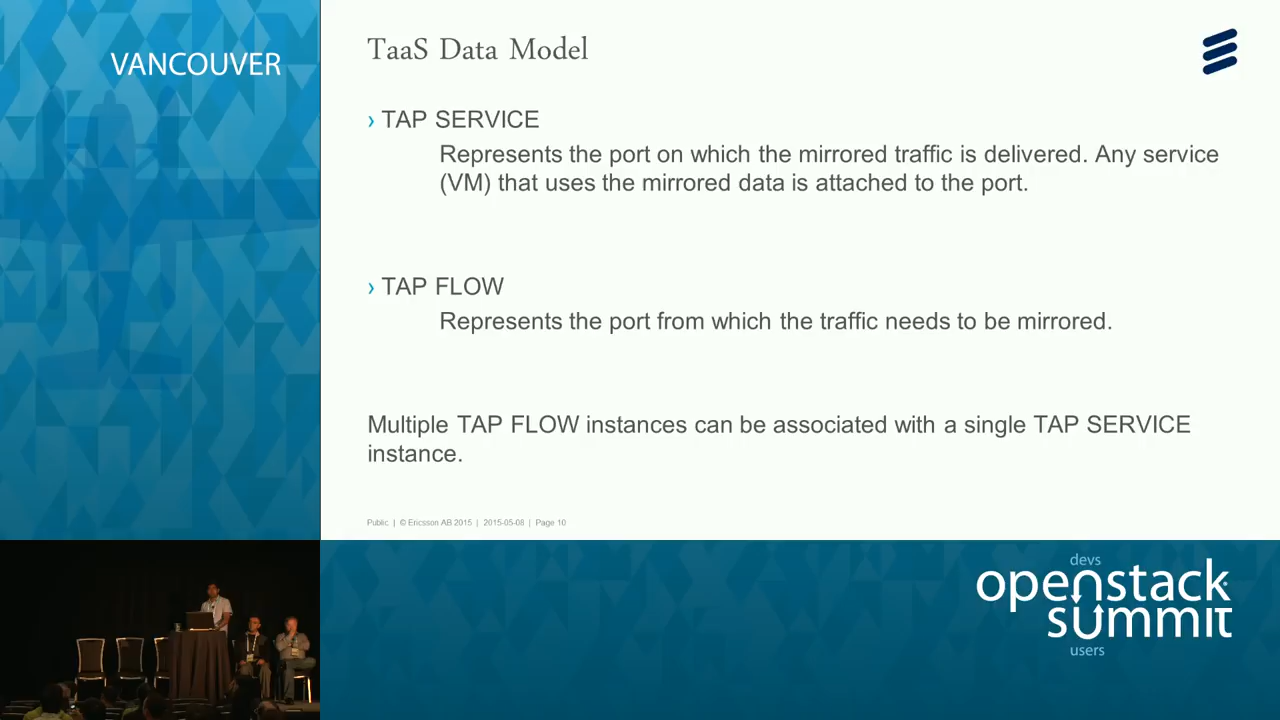 VANCOUVER
TaaS Data Model
› TAP SERVICE
Represents the port on which the mirrored traffic is delivered. Any service
(VM) that uses the mirrored data is attached to the port.
› TAP FLOW
Represents the port from which the traffic needs to be mirrored.
Multiple TAP FLOW instances can be associated with a single TAP SERVICE
instance.
Public | © Ericsson AB 2015 | 2015-05-08 | Page 10
devs
openstack
summit
users